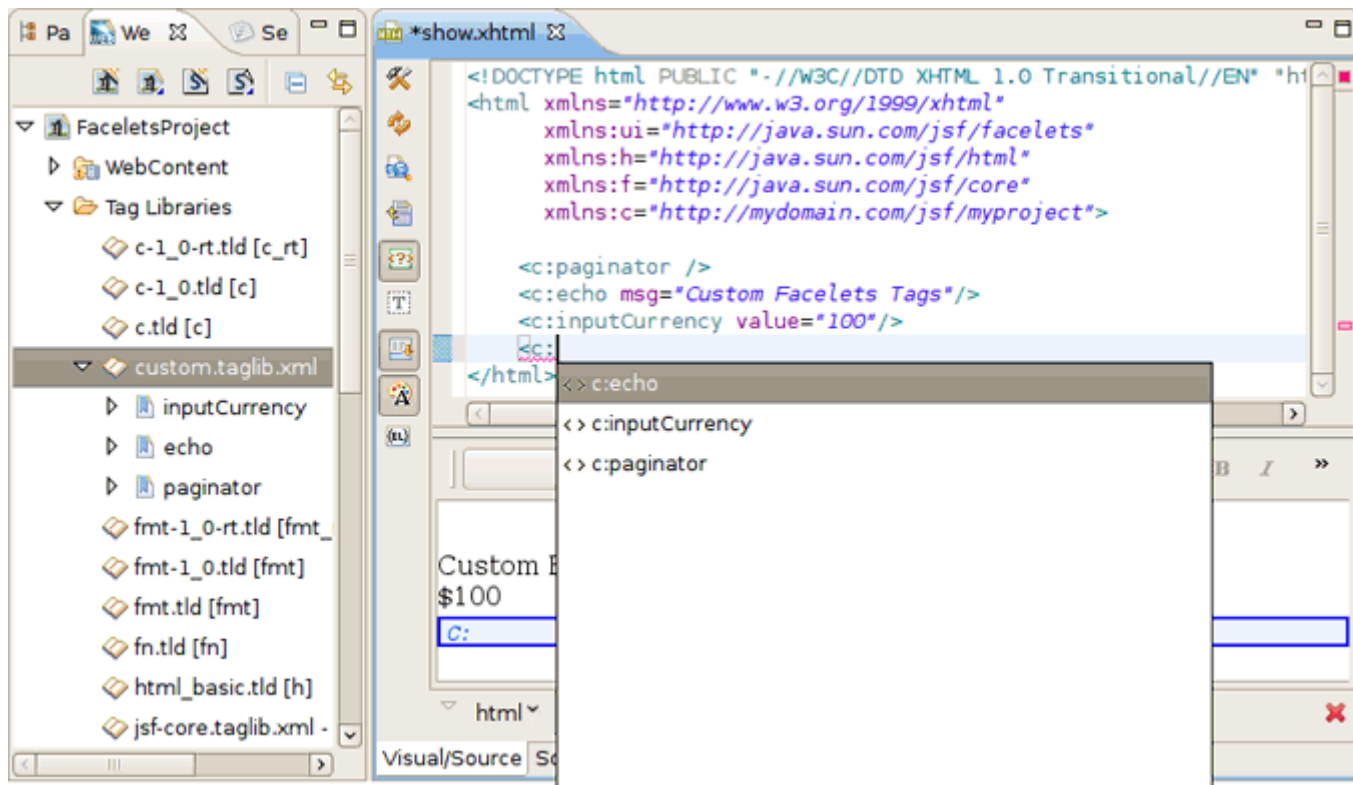 Pa
We
Se
FaceletsProject
WebContent
Tag Libraries
c-1_0-rt.tld [c_rt]
c-1_0.tld [c]
c.tld [c]
custom.taglib.xml
inputCurrency
echo
paginator
fmt-1_0-rt.tld [fmt_
fmt-1_0.tld [fmt]
fmt.tld [fmt]
fn.tld [fn]
html_basic.tld [h]
jsf-core.taglib.xml -
*show.xhtml
<!DOCTYPE html PUBLIC "-//W3C//DTD XHTML 1.0 Transitional//EN" "ht
<html xmlns="http://www.w3.org/1999/xhtml"
xmlns:ui="http://java.sun.com/jsf/facelets"
xmlns:h="http://java.sun.com/jsf/html"
xmlns:f="http://java.sun.com/jsf/core"
xmlns:c="http://mydomain.com/jsf/myproject">
<c:paginator />
<c:echo msg="Custom Facelets Tags"/>
<c:inputCurrency value="100"/>
<c:
</html>
c:echo
c:inputCurrency
c:paginator
B I »
Custom
$100
c:
html
Visual/Source